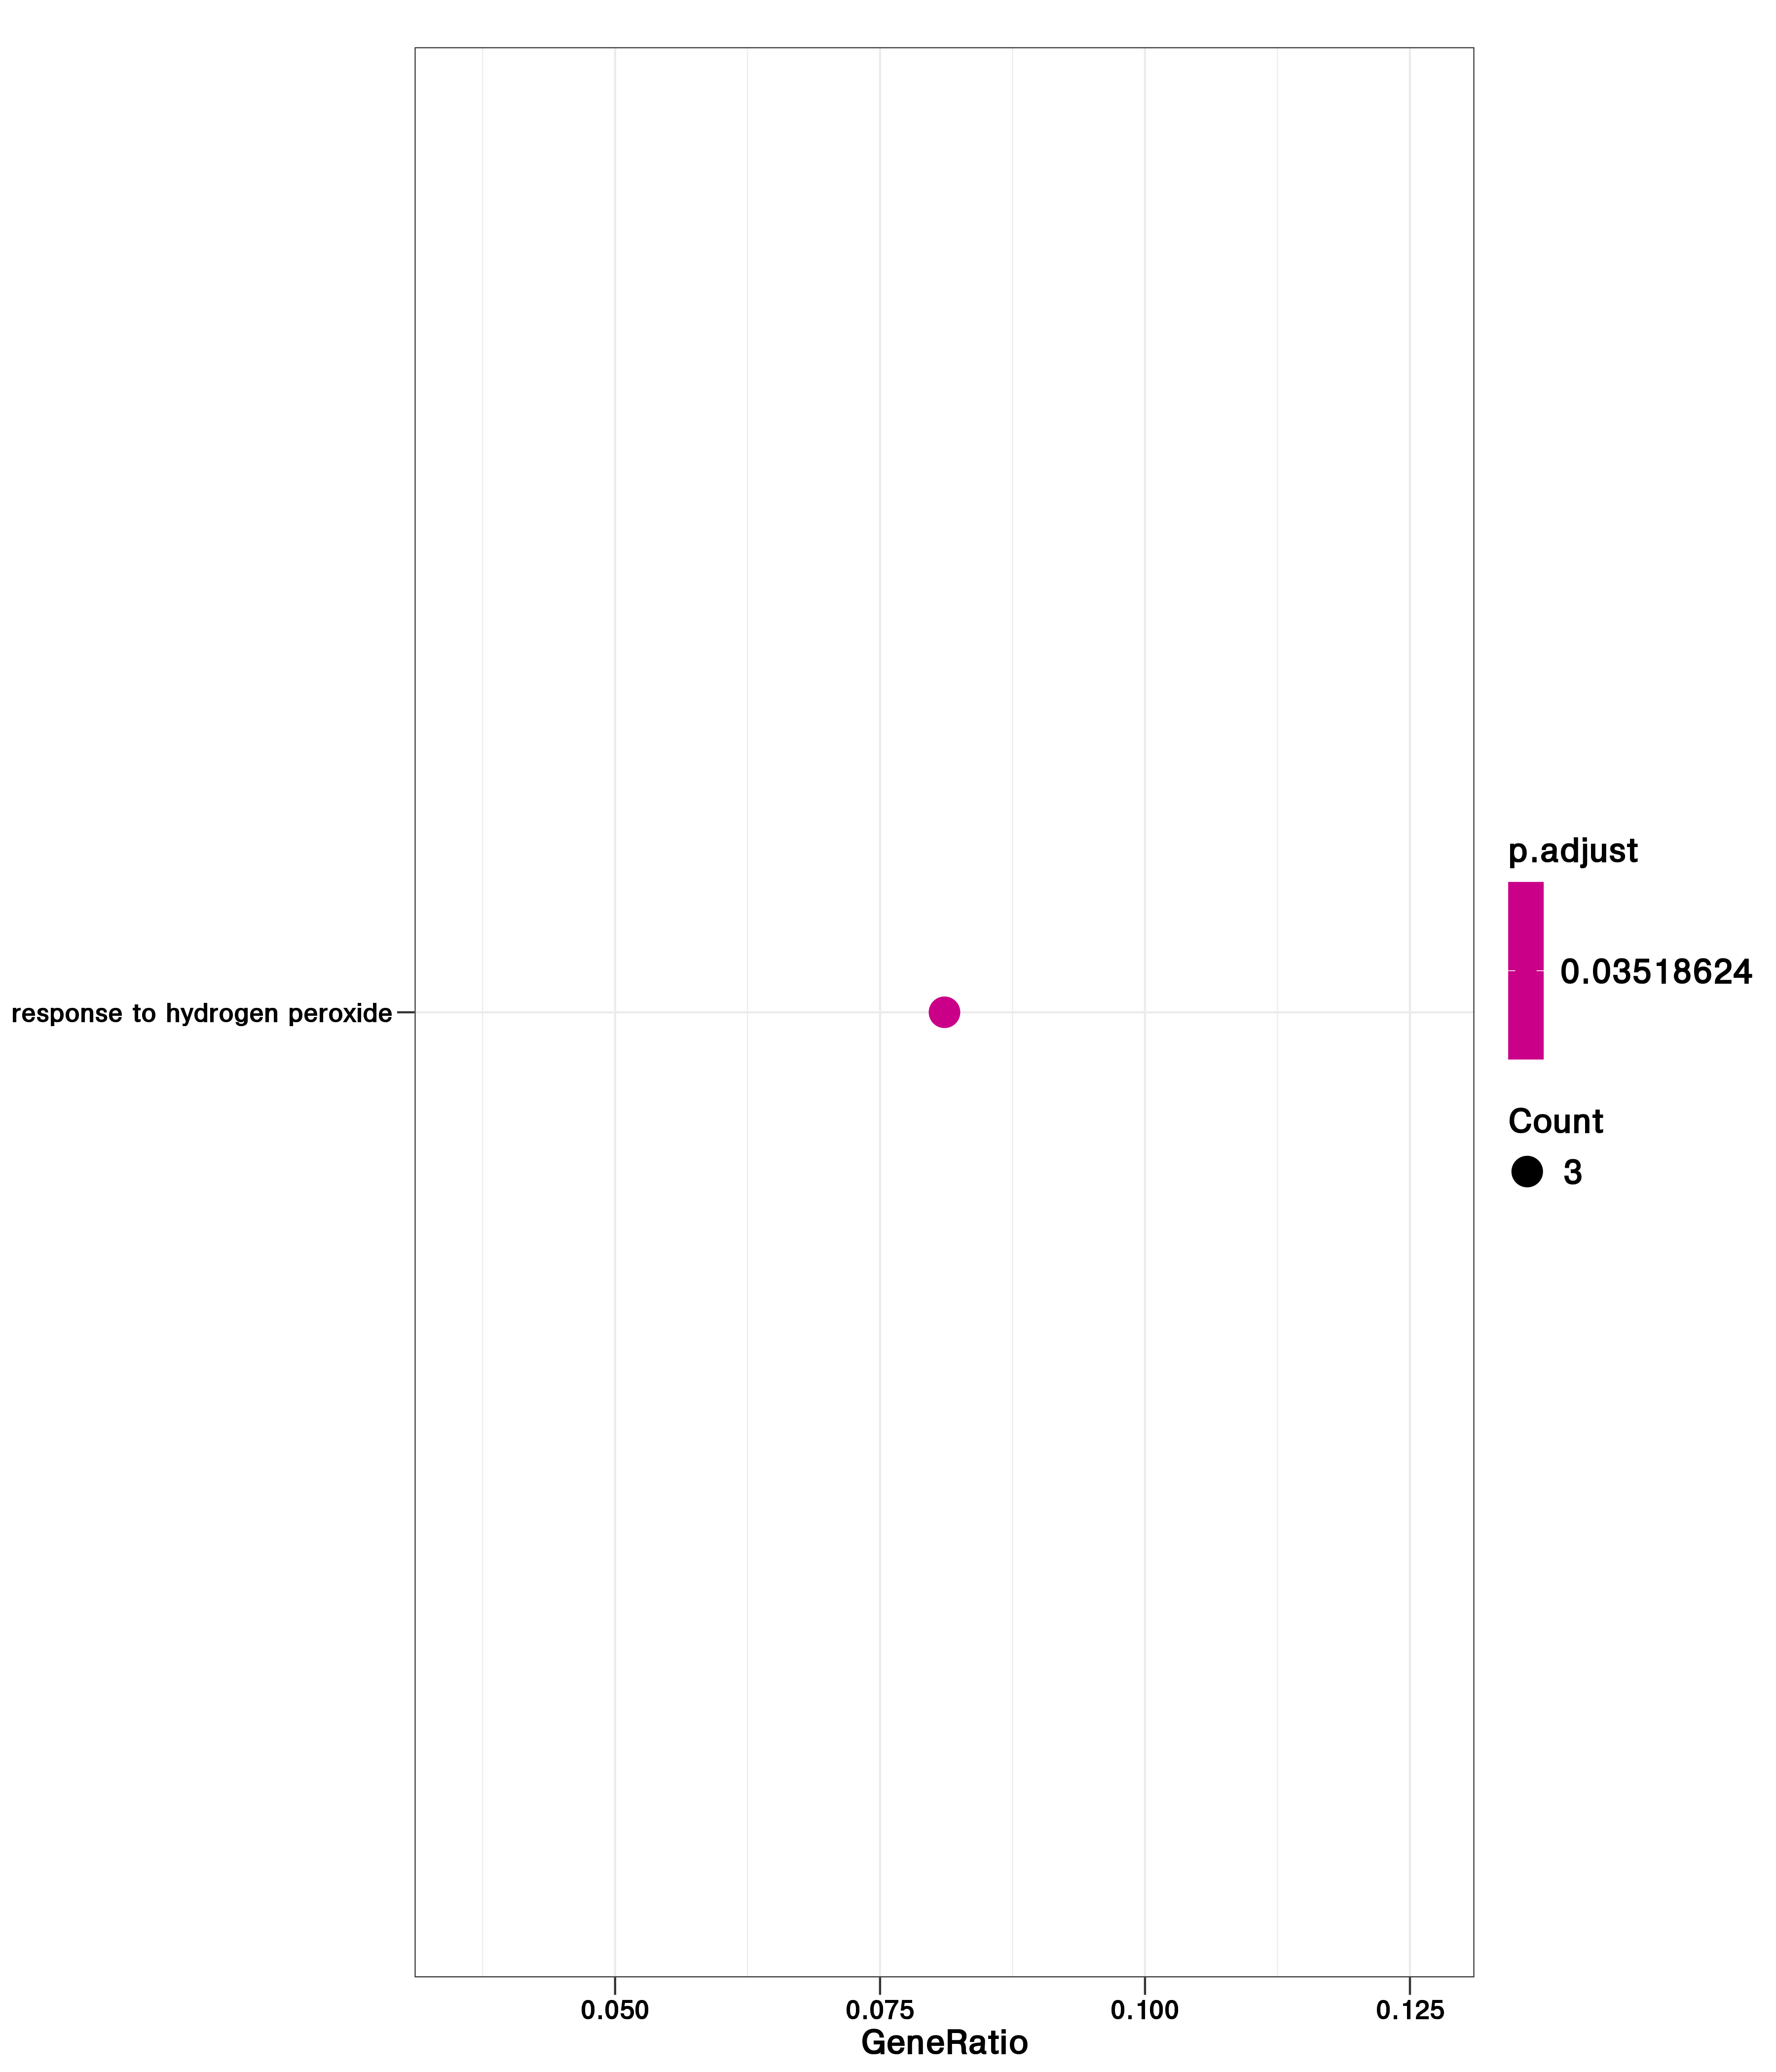 response to hydrogen peroxide
p.adjust
0.03518624
Count
3
0.050 0.075 0.100 0.125
GeneRatio